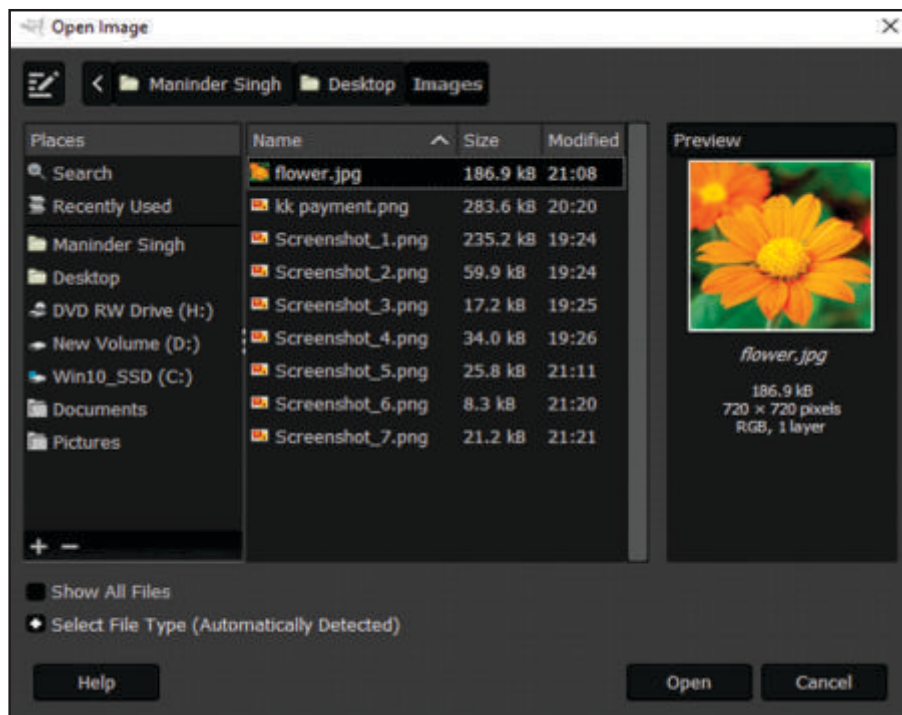 Open Image
Maninder Singh Desktop Images
Places
Search
Recently Used
Maninder Singh
Desktop
DVD RW Drive (H:)
New Volume (D:)
Win10_SSD (C:)
Documents
Pictures
Name Size Modified
flower.jpg 186.9 kB 21:08
kk payment.png 283.6 kB 20:20
Screenshot_1.png 235.2 kB 19:24
Screenshot_2.png 59.9 kB 19:24
Screenshot_3.png 17.2 kB 19:25
Screenshot_4.png 34.0 kB 19:26
Screenshot_5.png 25.8 kB 21:11
Screenshot_6.png 8.3 kB 21:20
Screenshot_7.png 21.2 kB 21:21
Preview
flower.jpg
186.9 kB
720 × 720 pixels
RGB, 1 layer
Show All Files
Select File Type (Automatically Detected)
Help Open Cancel